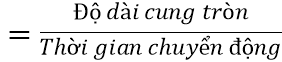 = Độ dài cung tròn
Thời gian chuyển động